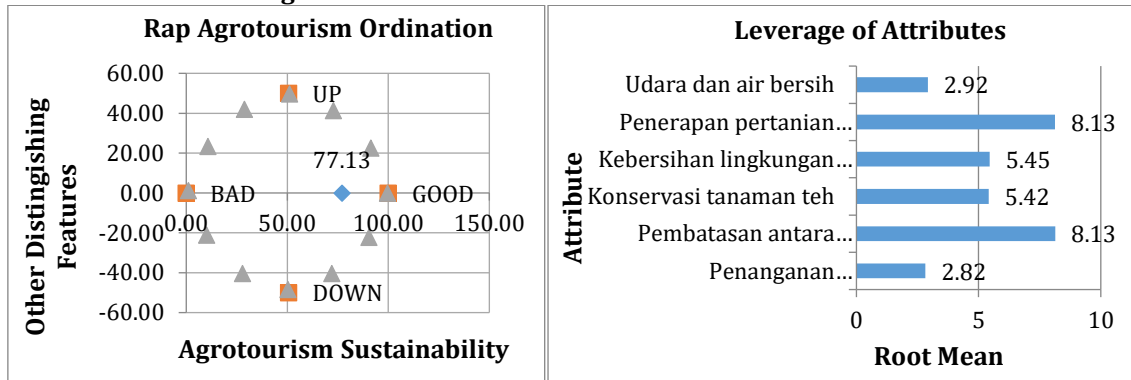 Rap Agrotourism Ordination
Other Distingishing
Features
60.00
40.00
20.00
0.00
-20.00
-40.00
-60.00
UP
77.13
BAD
GOOD
0.00
50.00
100.00
150.00
DOWN
Agrotourism Sustainability
Leverage of Attributes
Attribute
Udara dan air bersih
2.92
Penerapan pertanian...
8.13
Kebersihan lingkungan...
5.45
Konservasi tanaman teh
5.42
Pembatasan antara...
8.13
Penanganan...
2.82
0
5
10
Root Mean